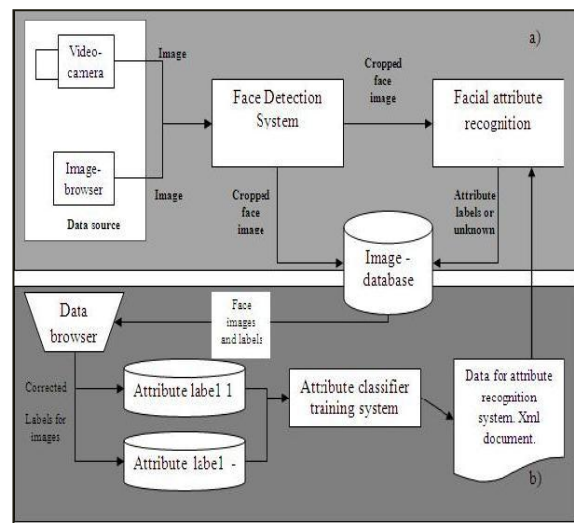 a)
Video-
camera
Image
Image-
browser
Image
Data source
Face Detection
System
Cropped
face
image
Facial attribute
recognition
Cropped
face image
Attribute
labels or
unknown
Image -
database
Data
browser
Face
images
and labels
Corrected
Labels for
images
Attribute label 1
Attribute label -
Attribute classifier
training system
Data for attribute
recognition
system. Xml
document.
b)